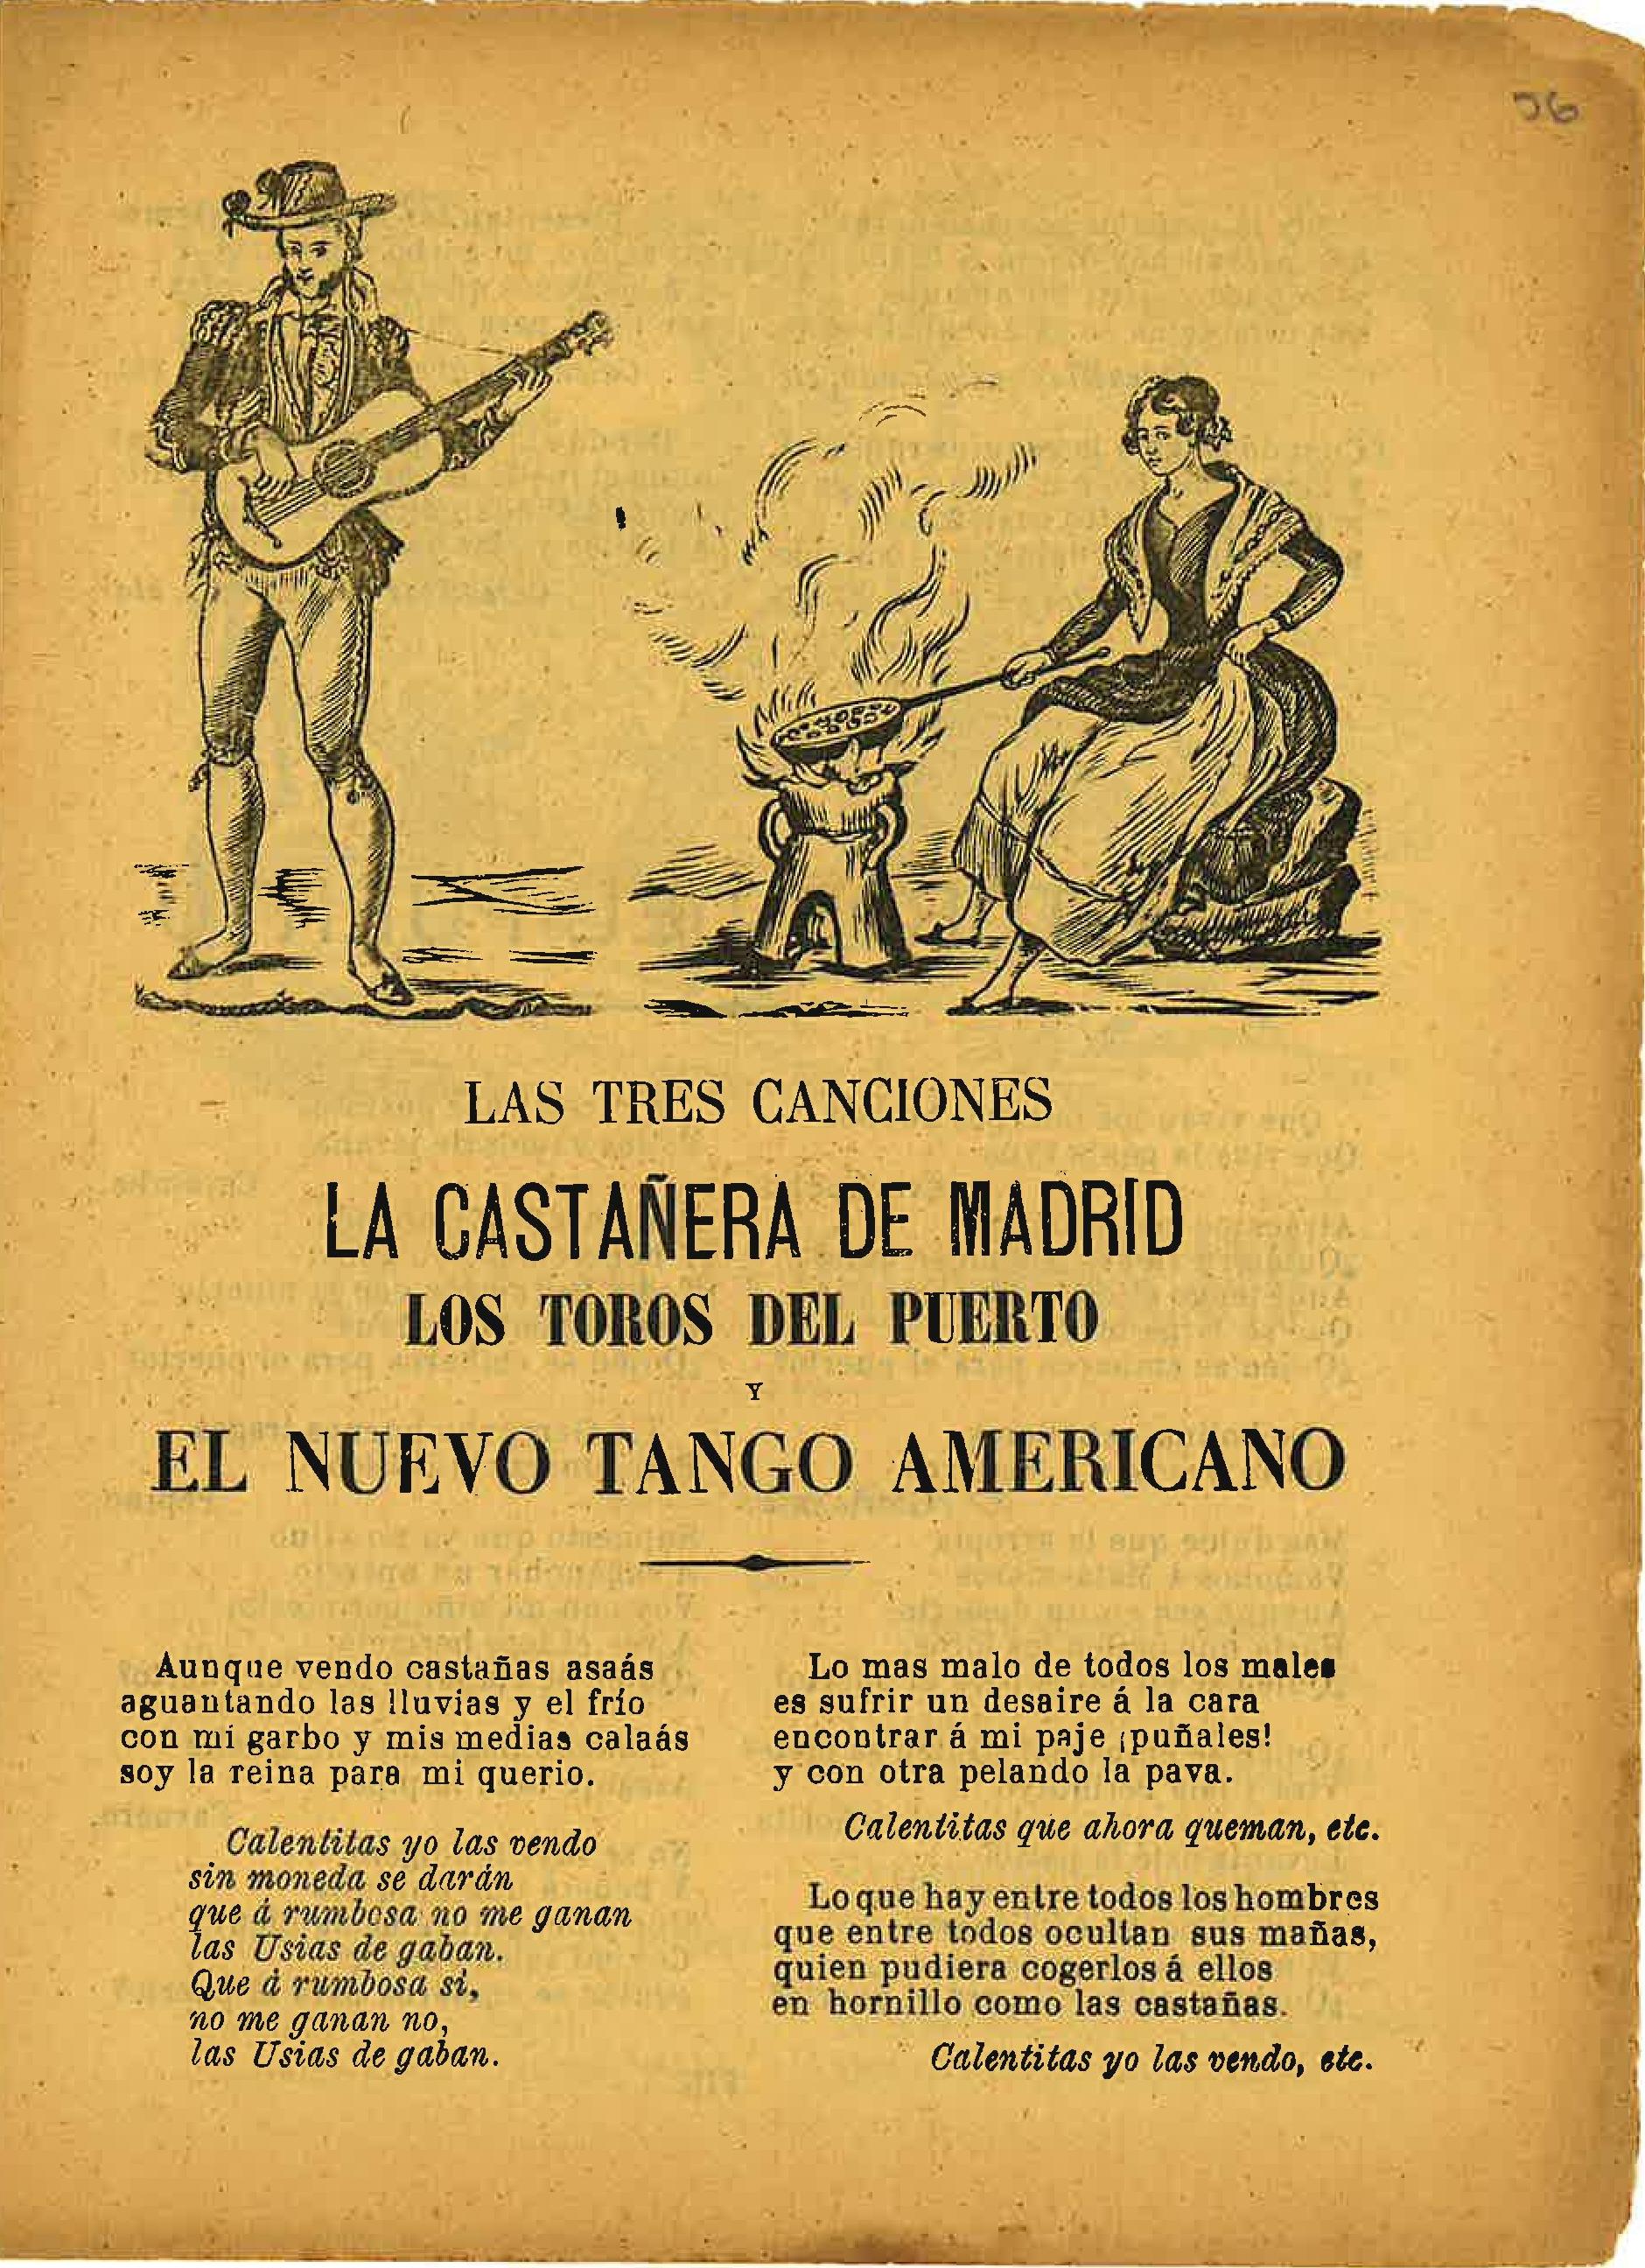 56
LAS TRES CANCIONES
LA CASTAÑERA DE MADRID
LOS TOROS DEL PUERTO
Y
EL NUEVO TANGO AMERICANO
Aunque vendo castañas asaás
aguantando las lluvias y el frío
con mi garbo y mis medias calaás
soy la reina para mi querio.
Calentitas yo las vendo
sin moneda se darán
que á rumbosa no me ganan
las Usias de gaban.
Que á rumbosa si,
no me ganan no,
las Usias de gaban.
Lo mas malo de todos los males
es sufrir un desaire á la cara
encontrar á mi paje ¡puñales!
y con otra pelando la pava.
Calentitas que ahora queman, etc.
Lo que hay entre todos los hombres
que entre todos ocultan sus mañas,
quien pudiera cogerlos á ellos
en hornillo como las castañas.
Calentitas yo las vendo, etc.